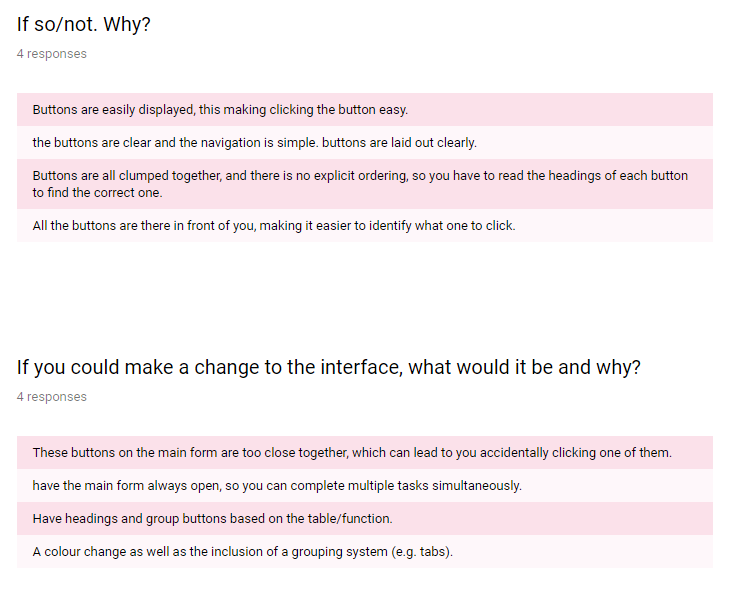 If so/not. Why?
4 responses
Buttons are easily displayed, this making clicking the button easy.
the buttons are clear and the navigation is simple. buttons are laid out clearly.
Buttons are all clumped together, and there is no explicit ordering, so you have to read the headings of each button
to find the correct one.
All the buttons are there in front of you, making it easier to identify what one to click.
If you could make a change to the interface, what would it be and why?
4 responses
These buttons on the main form are too close together, which can lead to you accidentally clicking one of them.
have the main form always open, so you can complete multiple tasks simultaneously.
Have headings and group buttons based on the table/function.
A colour change as well as the inclusion of a grouping system (e.g. tabs).